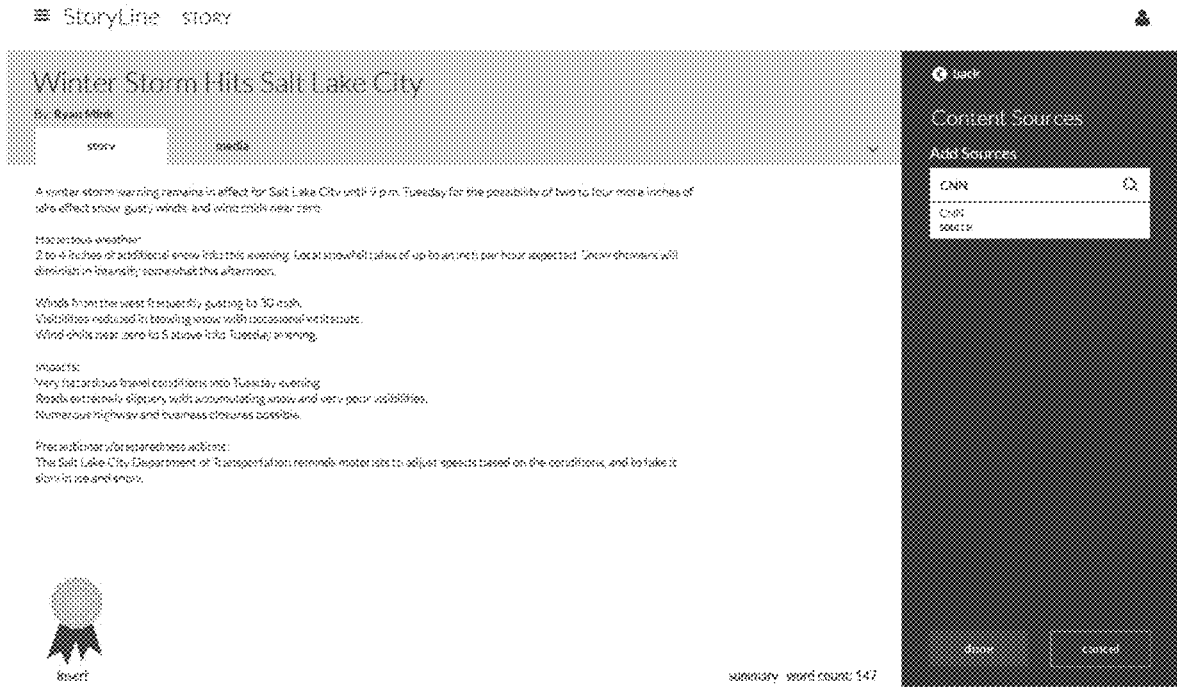 StoryLine STORY
Winter Storm Hits Salt Lake City
By: Ryan Mink
story media
A winter storm warning remains in effect for Salt Lake City until 9 p.m. Tuesday for the possibility of two to four more inches of
lake effect snow, gusty winds, and wind chills near zero.
Hazardous weather:
2 to 4 inches of additional snow into this evening. Local snowfall rates of up to an inch per hour expected. Snow showers will
diminish in intensity somewhat this afternoon.
Winds from the west frequently gusting to 30 mph.
Visibilities reduced in blowing snow with occasional whiteouts.
Wind chills near zero to 5 above into Tuesday evening.
Impacts:
Very hazardous travel conditions into Tuesday evening
Roads extremely slippery with accumulating snow and very poor visibilities.
Numerous highway and business closures possible.
Precautionary/preparedness actions:
The Salt Lake City Department of Transportation reminds motorists to adjust speeds based on the conditions, and to take it
slow in ice and snow.
Insert
summary word count: 147
back
Content Sources
Add Sources
CNN
CNN
source
done cancel